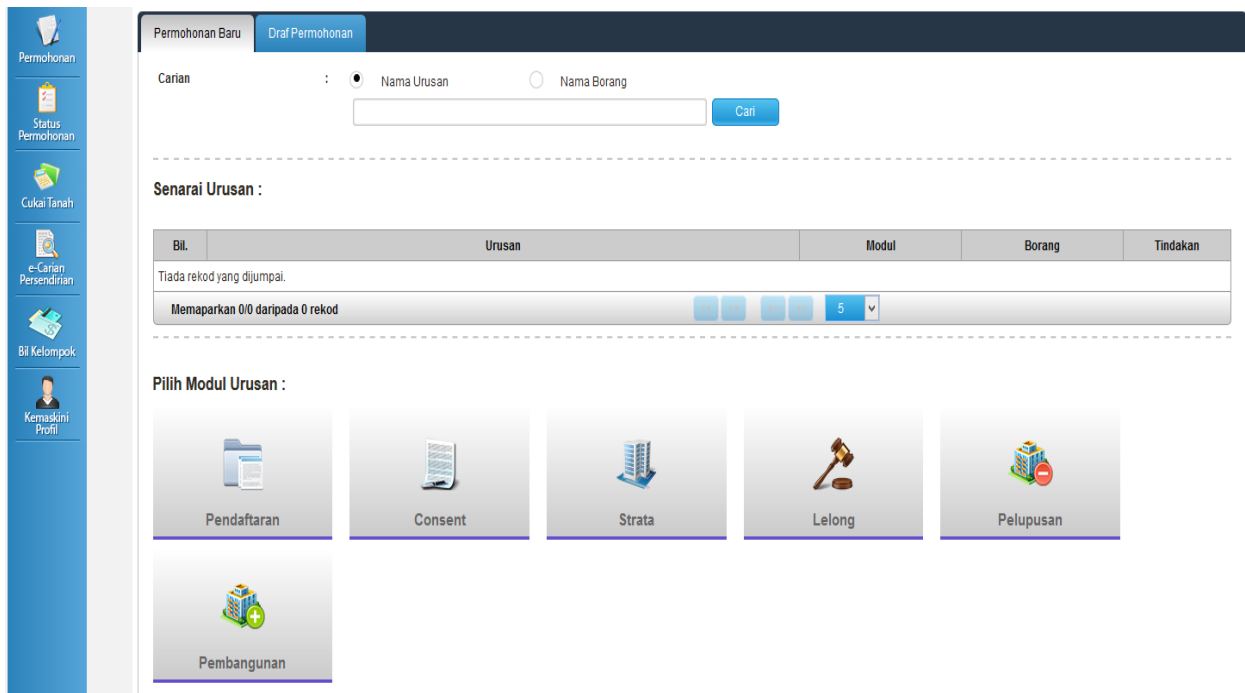 Permohonan
Status
Permohonan
Cukai Tanah
e-Carian
Persendirian
Bil Kelompok
Kemaskini
Profil
Permohonan Baru
Draf Permohonan
Carian : Nama Urusan Nama Borang
Cari
Senarai Urusan :
Bil. Urusan Modul Borang Tindakan
Tiada rekod yang dijumpai.
Memaparkan 0/0 daripada 0 rekod 5
Pilih Modul Urusan :
Pendaftaran Consent Strata Lelong Pelupusan
Pembangunan